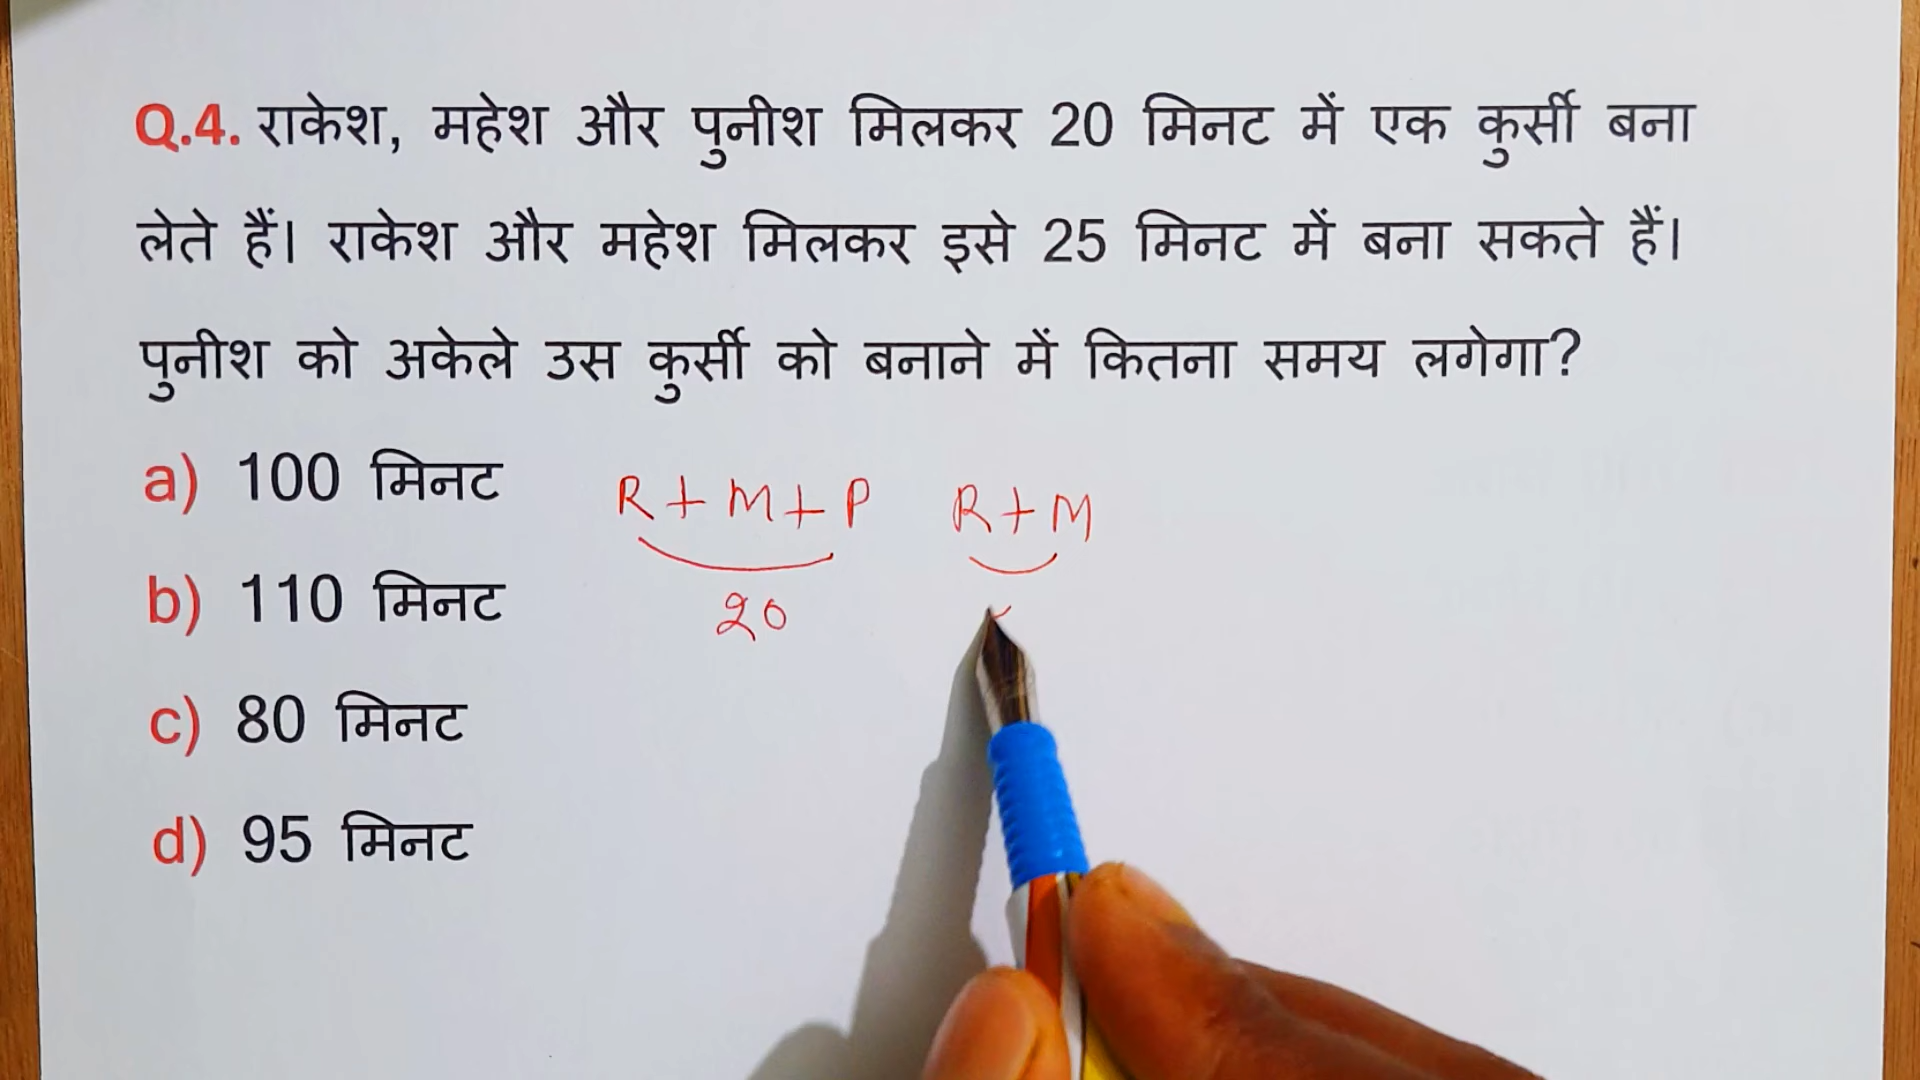 Q.4. राकेश, महेश और पुनीश मिलकर 20 मिनट में एक कुर्सी बना
लेते हैं। राकेश और महेश मिलकर इसे 25 मिनट में बना सकते हैं।
पुनीश को अकेले उस कुर्सी को बनाने में कितना समय लगेगा?
a) 100 मिनट
R + M + P R + M
b) 110 मिनट
20
c) 80 मिनट
d) 95 मिनट